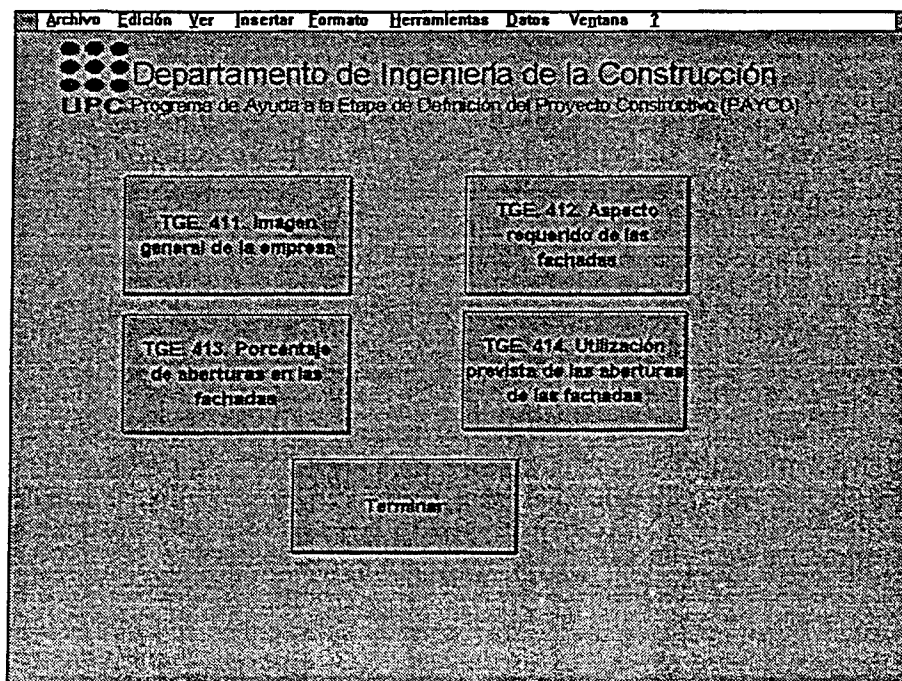 Archivo Edición Ver Insertar Formato Herramientas Datos Ventana ?
Departamento de Ingeniería de la Construcción
UPC Programa de Ayuda a la Etapa de Definición del Proyecto Constructivo (PAYCO)
TGE. 411. Imagen
general de la empresa
TGE. 412. Aspecto
requerido de las
fachadas
TGE. 413. Porcentaje
de aberturas en las
fachadas
TGE. 414. Utilización
prevista de las aberturas
de las fachadas
Terminar